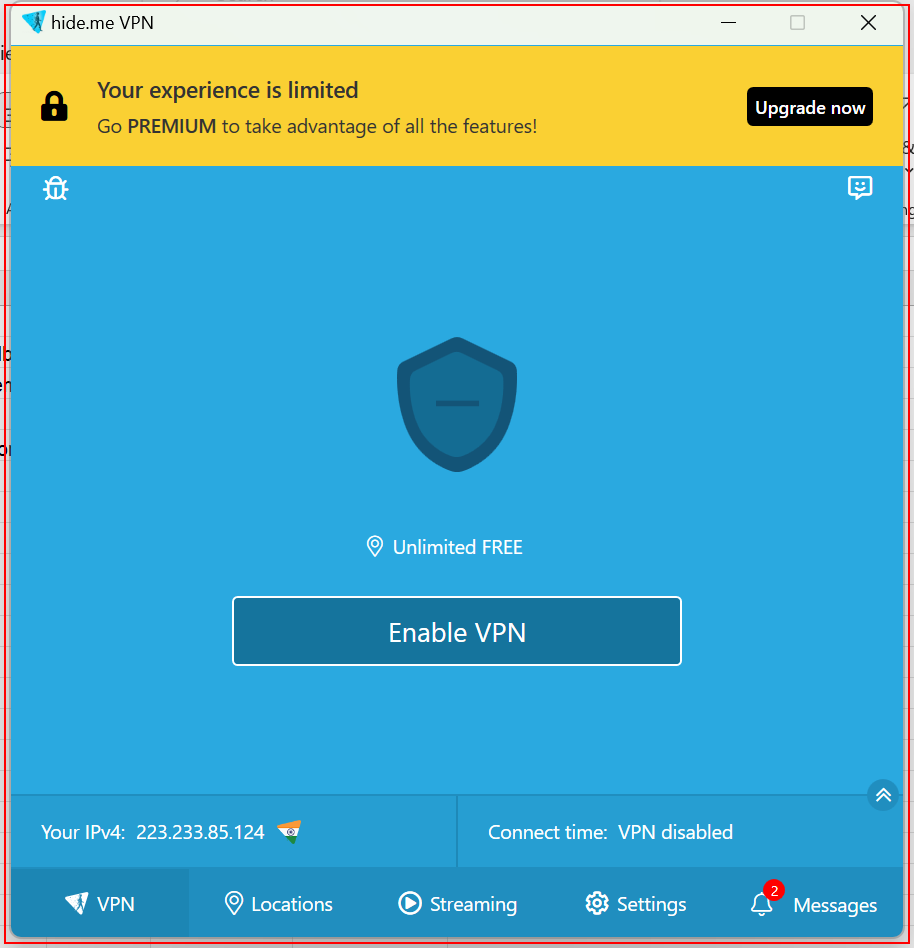 hide.me VPN
Your experience is limited
Go PREMIUM to take advantage of all the features!
Upgrade now
Unlimited FREE
Enable VPN
Your IPv4: 223.233.85.124
Connect time: VPN disabled
VPN
Locations
Streaming
Settings
2
Messages